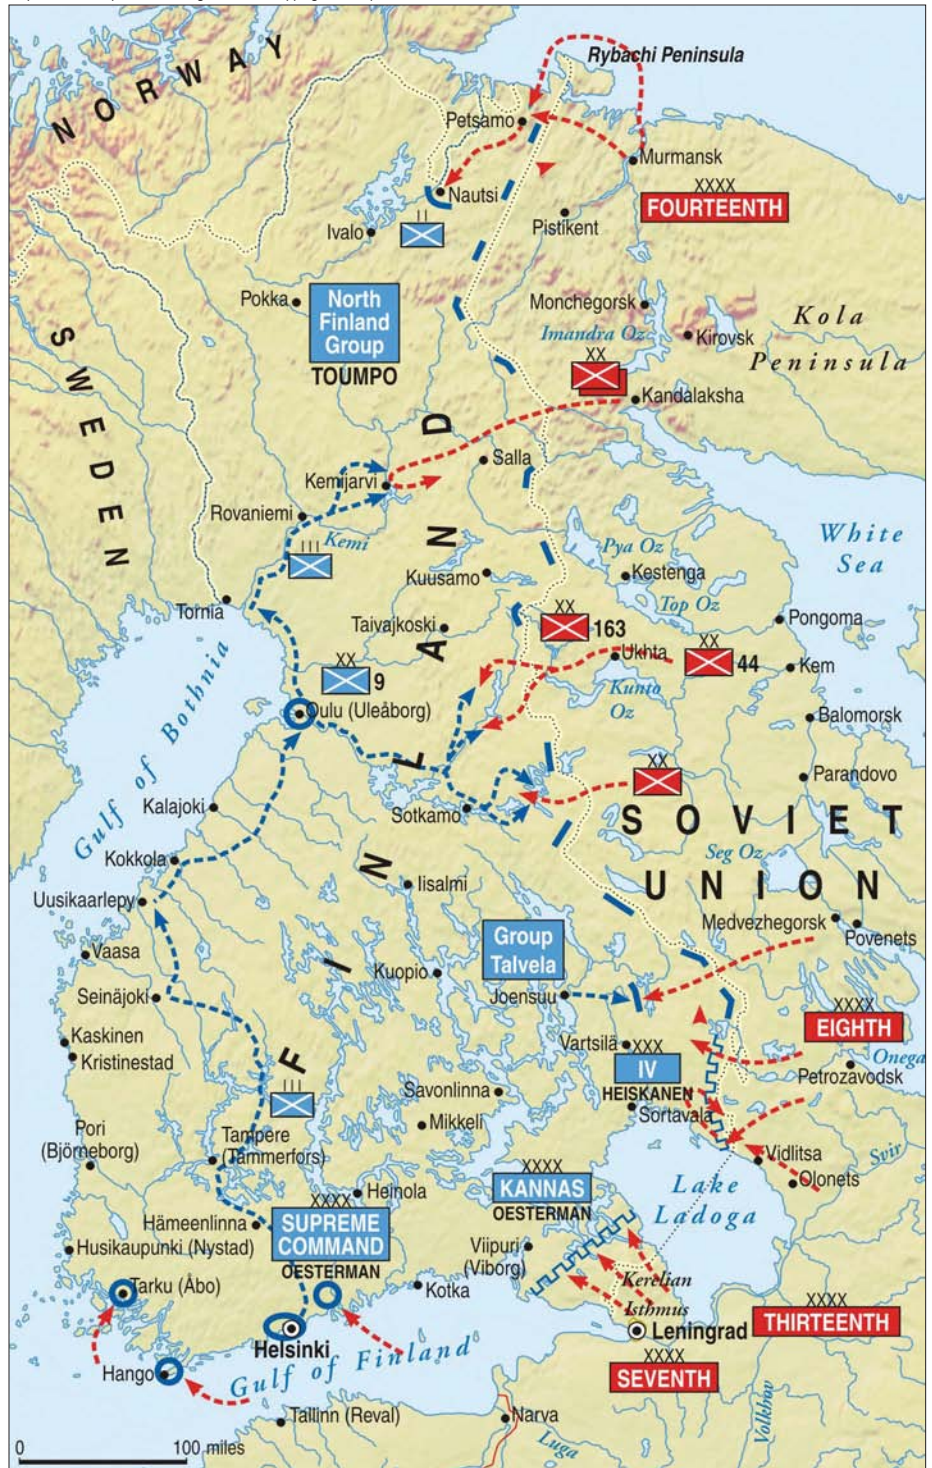 Rybachi Peninsula
NORWAY
Petsamo
Murmansk
XXXX
FOURTEENTH
Nautsi
II
Ivalo
Pistikent
Pokka
North
Finland
Group
TOUMPO
Monchegorsk
Imandra Oz
Kirovsk
Kola
Peninsula
XX
Kandalaksha
SWEDEN
FINLAND
Salla
Kemijarvi
Rovaniemi
Kemi
III
White
Sea
Pya Oz
Kestenga
Kuusamo
Top Oz
Tornia
Taivajkoski
XX
163
Pongoma
Ukhta
XX
44
Kem
XX
9
Kunto
Oz
Oulu (Uleåborg)
Balomorsk
Gulf of Bothnia
XX
Parandovo
Kalajoki
Sotkamo
SOVIET
UNION
Seg Oz
Kokkola
Iisalmi
Uusikaarlepy
Medvezhegorsk
Povenets
Group
Talvela
Vaasa
Kuopio
Joensuu
Seinäjoki
XXXX
EIGHTH
Kaskinen
Kristinestad
Vartsilä
XXX
IV
HEISKANEN
Onega
Petrozavodsk
III
Savonlinna
Sortavala
Mikkeli
Pori
(Björneborg)
Tampere
(Tammerfors)
Vidlitsa
Svir
Olonets
XXXX
KANNAS
OESTERMAN
Lake
Ladoga
Heinola
XXXX
SUPREME
COMMAND
OESTERMAN
Hämeenlinna
Husikaupunki (Nystad)
Viipuri
(Viborg)
Tarku (Åbo)
Kotka
Kerelian
Isthmus
XXXX
THIRTEENTH
Helsinki
Leningrad
XXXX
SEVENTH
Hango
Gulf of Finland
Tallinn (Reval)
Narva
Luga
Volkhov
0
100 miles